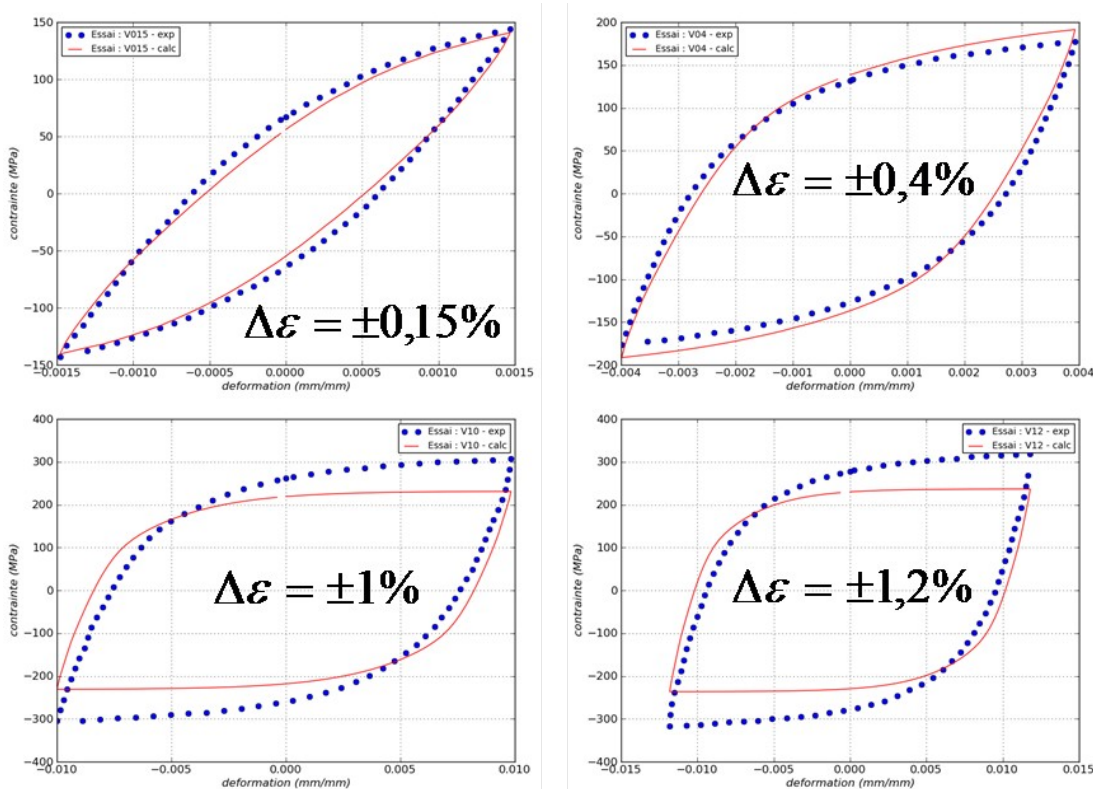 150
Essai : V015 - exp
Essai : V015 - calc
100
50
0
−50
−100
−150
contrainte (MPa)
Δε = ±0,15%
−0.0015 −0.0010 −0.0005 0.0000 0.0005 0.0010 0.0015
deformation (mm/mm)
200
Essai : V04 - exp
Essai : V04 - calc
150
100
50
0
−50
−100
−150
−200
contrainte (MPa)
Δε = ±0,4%
−0.004 −0.003 −0.002 −0.001 0.000 0.001 0.002 0.003 0.004
deformation (mm/mm)
400
Essai : V10 - exp
Essai : V10 - calc
300
200
100
0
−100
−200
−300
−400
contrainte (MPa)
Δε = ±1%
−0.010 −0.005 0.000 0.005 0.010
deformation (mm/mm)
400
Essai : V12 - exp
Essai : V12 - calc
300
200
100
0
−100
−200
−300
−400
contrainte (MPa)
Δε = ±1,2%
−0.015 −0.010 −0.005 0.000 0.005 0.010 0.015
deformation (mm/mm)